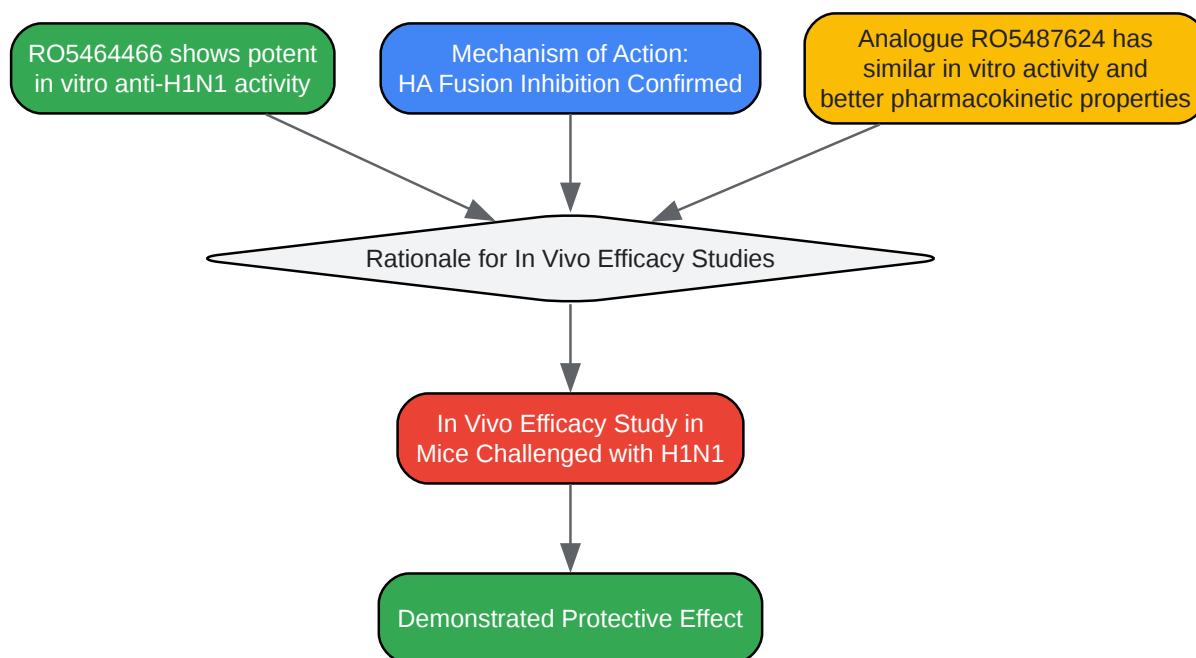 RO5464466 shows potent
in vitro anti-H1N1 activity
Mechanism of Action:
HA Fusion Inhibition Confirmed
Analogue RO5487624 has
similar in vitro activity and
better pharmacokinetic properties
Rationale for In Vivo Efficacy Studies
In Vivo Efficacy Study in
Mice Challenged with H1N1
Demonstrated Protective Effect